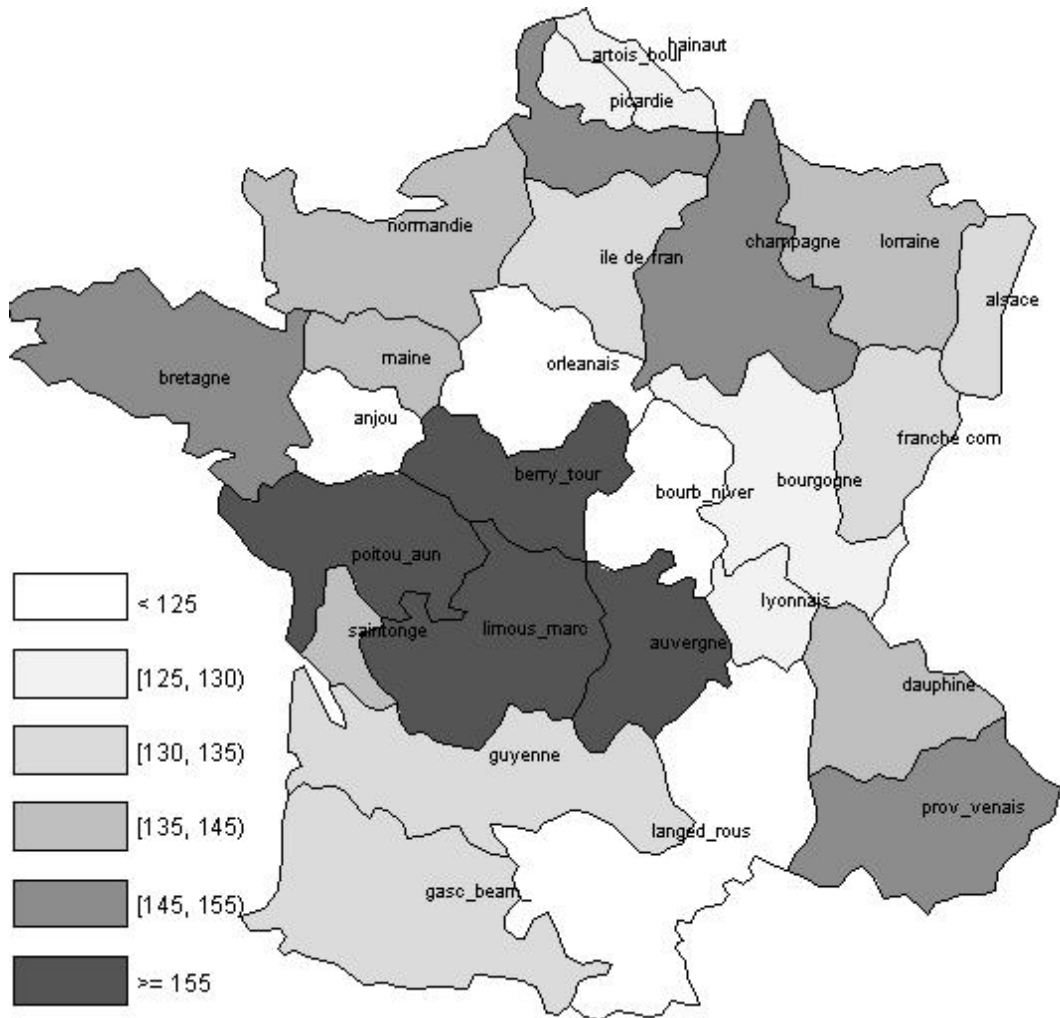 hainaut
artois_boul
picardie
normandie
ile de fran
champagne
lorraine
alsace
maine
orleanais
bretagne
anjou
franche com
berry_tour
bourb_niver
bourgogne
poitou_aun
lyonnais
saintonge
limous_marc
auvergne
dauphine
guyenne
prov_venais
langed_rous
gasc_bearn_
< 125
[125, 130)
[130, 135)
[135, 145)
[145, 155)
>= 155